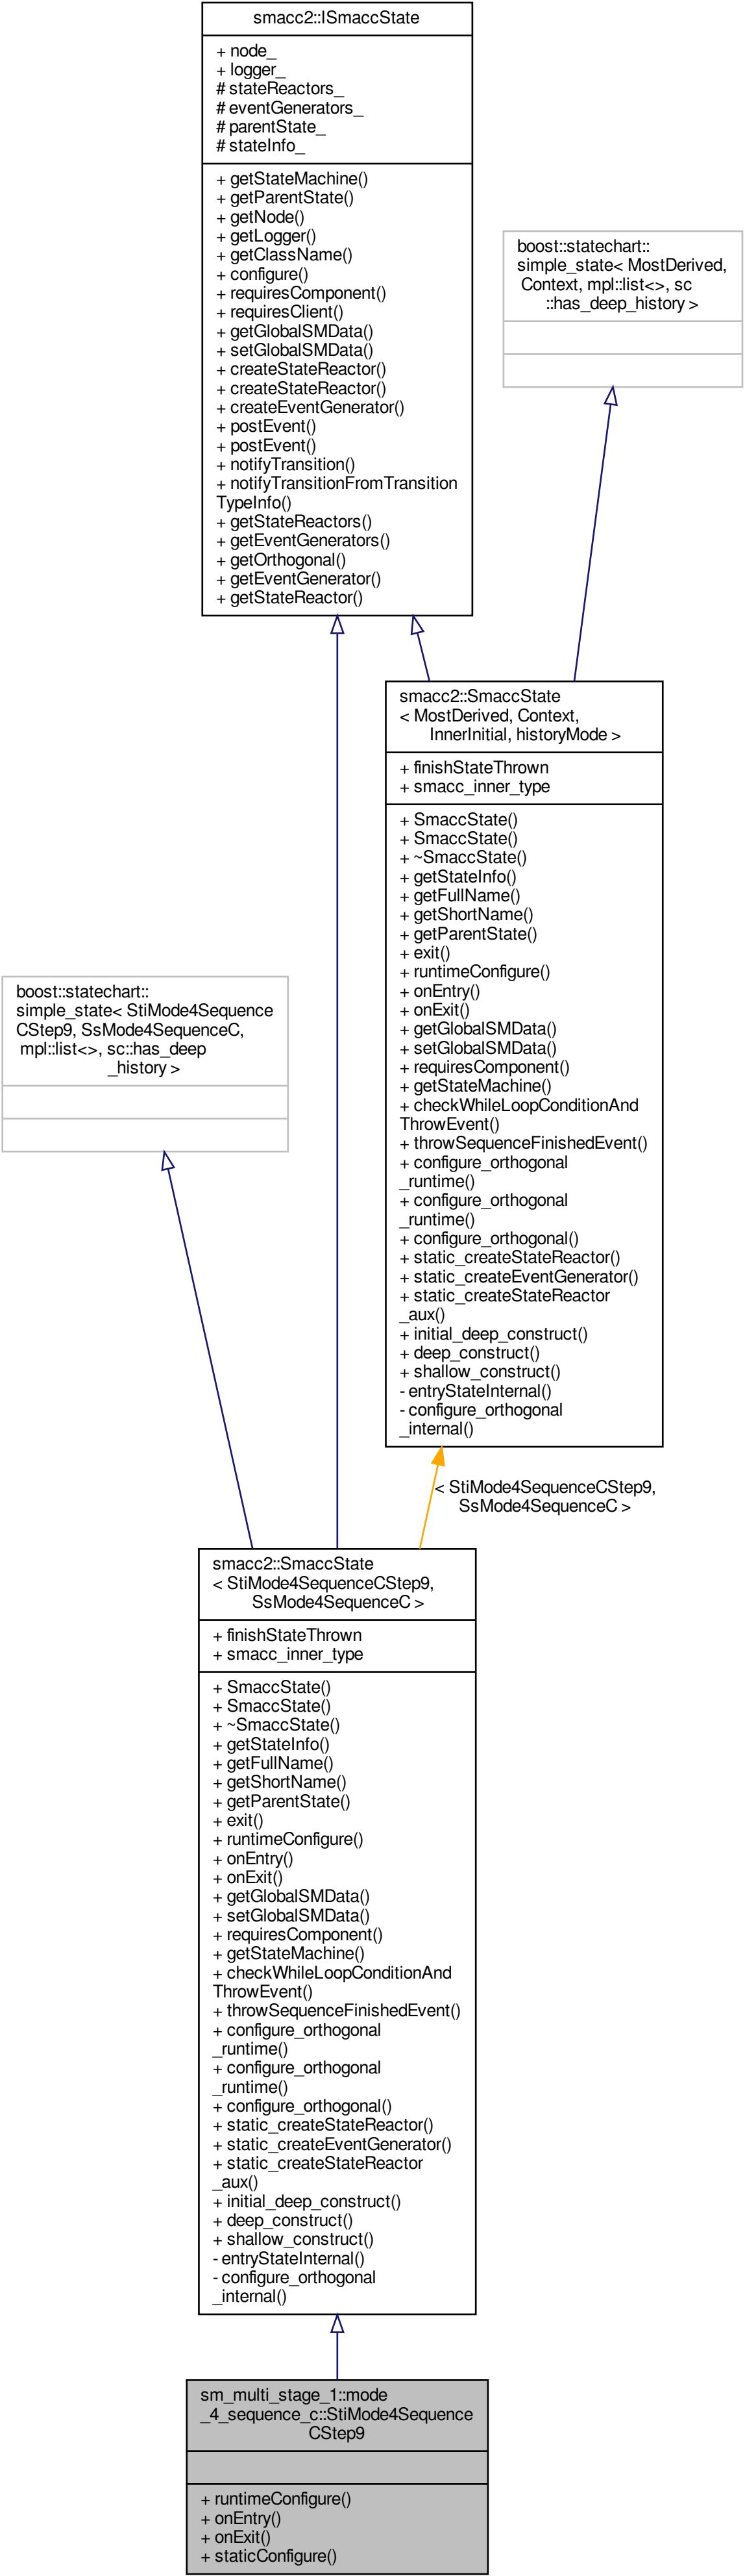 smacc2::ISmaccState
+ node_
+ logger_
# stateReactors_
# eventGenerators_
# parentState_
# stateInfo_
+ getStateMachine()
+ getParentState()
+ getNode()
+ getLogger()
+ getClassName()
+ configure()
+ requiresComponent()
+ requiresClient()
+ getGlobalSMData()
+ setGlobalSMData()
+ createStateReactor()
+ createStateReactor()
+ createEventGenerator()
+ postEvent()
+ postEvent()
+ notifyTransition()
+ notifyTransitionFromTransition
TypeInfo()
+ getStateReactors()
+ getEventGenerators()
+ getOrthogonal()
+ getEventGenerator()
+ getStateReactor()
boost::statechart::
simple_state< MostDerived,
Context, mpl::list<>, sc
::has_deep_history >
smacc2::SmaccState
< MostDerived, Context,
InnerInitial, historyMode >
+ finishStateThrown
+ smacc_inner_type
+ SmaccState()
+ SmaccState()
+ ~SmaccState()
+ getStateInfo()
+ getFullName()
+ getShortName()
+ getParentState()
+ exit()
+ runtimeConfigure()
+ onEntry()
+ onExit()
+ getGlobalSMData()
+ setGlobalSMData()
+ requiresComponent()
+ getStateMachine()
+ checkWhileLoopConditionAnd
ThrowEvent()
+ throwSequenceFinishedEvent()
+ configure_orthogonal
_runtime()
+ configure_orthogonal
_runtime()
+ configure_orthogonal()
+ static_createStateReactor()
+ static_createEventGenerator()
+ static_createStateReactor
_aux()
+ initial_deep_construct()
+ deep_construct()
+ shallow_construct()
- entryStateInternal()
- configure_orthogonal
_internal()
boost::statechart::
simple_state< StiMode4Sequence
CStep9, SsMode4SequenceC,
mpl::list<>, sc::has_deep
_history >
< StiMode4SequenceCStep9,
SsMode4SequenceC >
smacc2::SmaccState
< StiMode4SequenceCStep9,
SsMode4SequenceC >
+ finishStateThrown
+ smacc_inner_type
+ SmaccState()
+ SmaccState()
+ ~SmaccState()
+ getStateInfo()
+ getFullName()
+ getShortName()
+ getParentState()
+ exit()
+ runtimeConfigure()
+ onEntry()
+ onExit()
+ getGlobalSMData()
+ setGlobalSMData()
+ requiresComponent()
+ getStateMachine()
+ checkWhileLoopConditionAnd
ThrowEvent()
+ throwSequenceFinishedEvent()
+ configure_orthogonal
_runtime()
+ configure_orthogonal
_runtime()
+ configure_orthogonal()
+ static_createStateReactor()
+ static_createEventGenerator()
+ static_createStateReactor
_aux()
+ initial_deep_construct()
+ deep_construct()
+ shallow_construct()
- entryStateInternal()
- configure_orthogonal
_internal()
sm_multi_stage_1::mode
_4_sequence_c::StiMode4Sequence
CStep9
+ runtimeConfigure()
+ onEntry()
+ onExit()
+ staticConfigure()